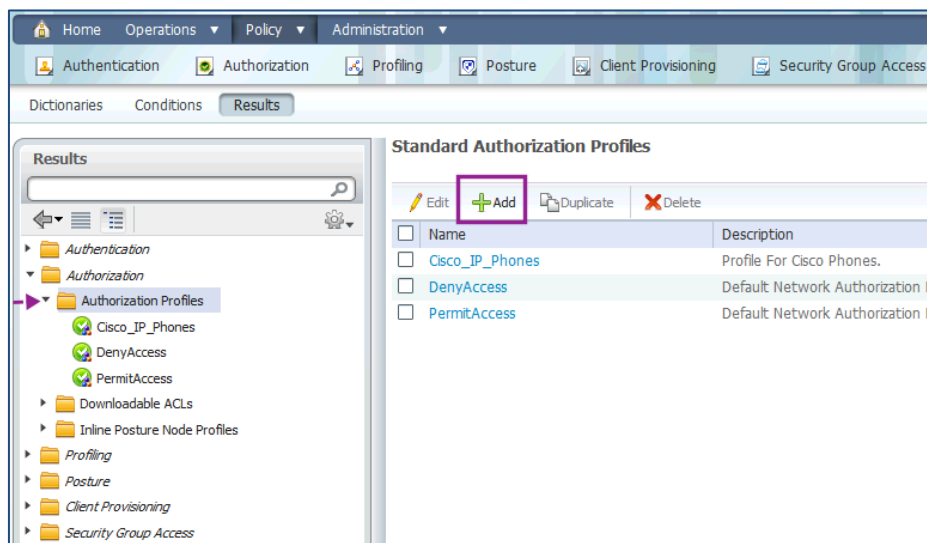 Home Operations Policy Administration
Authentication Authorization Profiling Posture Client Provisioning Security Group Access
Dictionaries Conditions Results
Results
Authentication
Authorization
Authorization Profiles
Cisco_IP_Phones
DenyAccess
PermitAccess
Downloadable ACLs
Inline Posture Node Profiles
Profiling
Posture
Client Provisioning
Security Group Access
Standard Authorization Profiles
Edit Add Duplicate Delete
Name Description
Cisco_IP_Phones Profile For Cisco Phones.
DenyAccess Default Network Authorization
PermitAccess Default Network Authorization